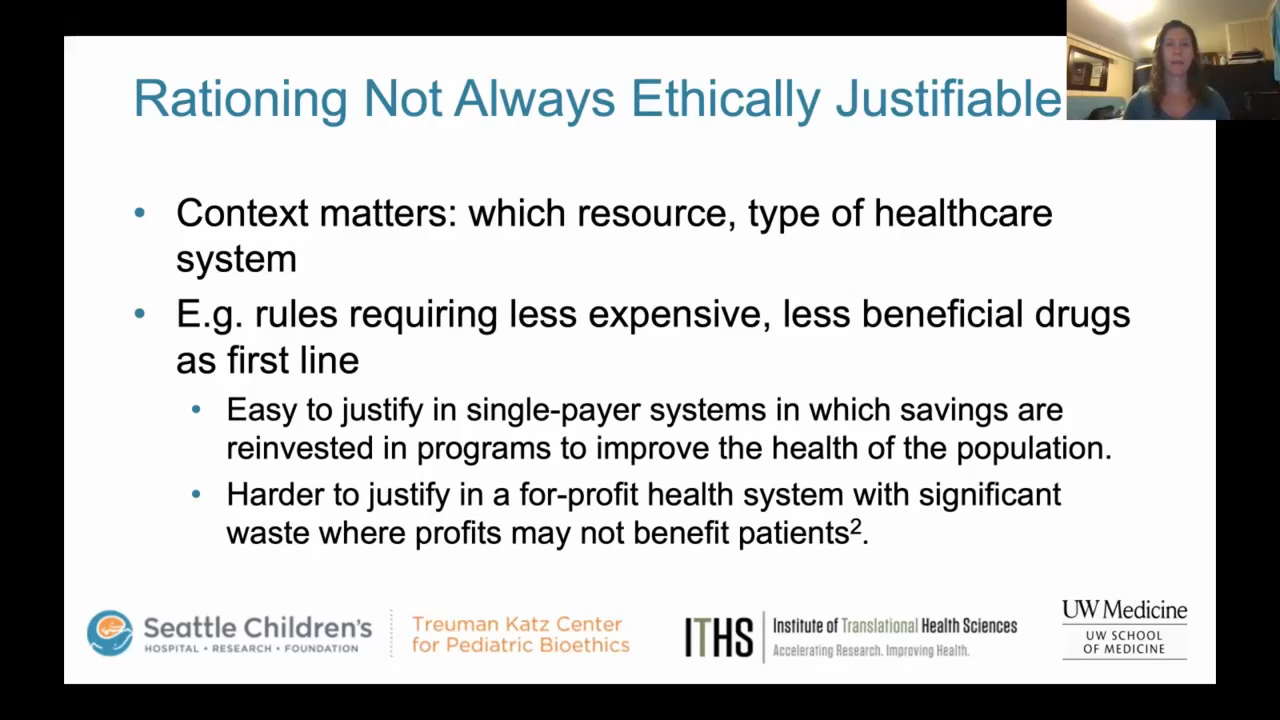 Rationing Not Always Ethically Justifiable
• Context matters: which resource, type of healthcare
system
• E.g. rules requiring less expensive, less beneficial drugs
as first line
• Easy to justify in single-payer systems in which savings are
reinvested in programs to improve the health of the population.
• Harder to justify in a for-profit health system with significant
waste where profits may not benefit patients².
Seattle Children's
HOSPITAL • RESEARCH • FOUNDATION
Treuman Katz Center
for Pediatric Bioethics
ITHS
Institute of Translational Health Sciences
Accelerating Research. Improving Health.
UW Medicine
UW SCHOOL
OF MEDICINE